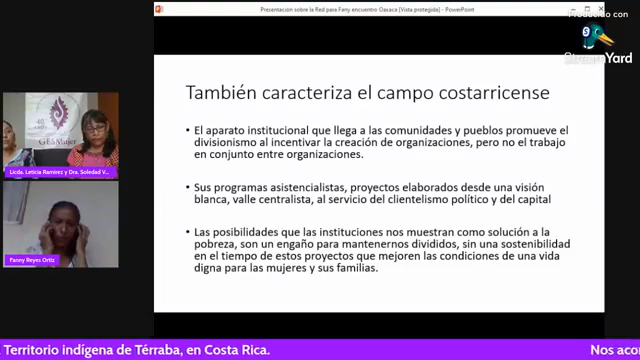 Presentacion sobre la Red para Fany encuentro Oaxaca [Vista protegida] - PowerPoint
Producido con
StreamYard
También caracteriza el campo costarricense
• El aparato institucional que llega a las comunidades y pueblos promueve el
divisionismo al incentivar la creación de organizaciones, pero no el trabajo
en conjunto entre organizaciones.
• Sus programas asistencialistas, proyectos elaborados desde una visión
blanca, valle centralista, al servicio del clientelismo político y del capital
• Las posibilidades que las instituciones nos muestran como solución a la
pobreza, son un engaño para mantenernos divididos, sin una sostenibilidad
en el tiempo de estos proyectos que mejoren las condiciones de una vida
digna para las mujeres y sus familias.
GESMujer
Licda. Leticia Ramirez y Dra. Soledad V...
Fanny Reyes Ortiz
Territorio indígena de Térraba, en Costa Rica.
Nos aco